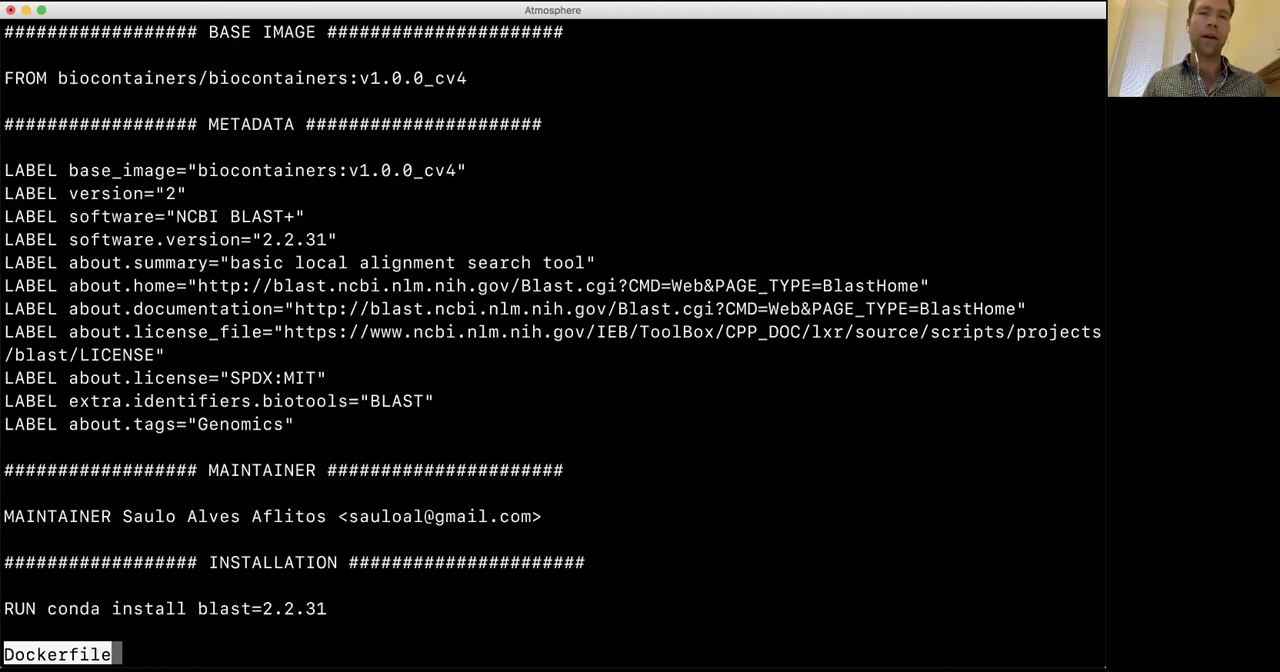 Atmosphere
################## BASE IMAGE ######################
FROM biocontainers/biocontainers:v1.0.0_cv4
################## METADATA ######################
LABEL base_image="biocontainers:v1.0.0_cv4"
LABEL version="2"
LABEL software="NCBI BLAST+"
LABEL software.version="2.2.31"
LABEL about.summary="basic local alignment search tool"
LABEL about.home="http://blast.ncbi.nlm.nih.gov/Blast.cgi?CMD=Web&PAGE_TYPE=BlastHome"
LABEL about.documentation="http://blast.ncbi.nlm.nih.gov/Blast.cgi?CMD=Web&PAGE_TYPE=BlastHome"
LABEL about.license_file="https://www.ncbi.nlm.nih.gov/IEB/ToolBox/CPP_DOC/lxr/source/scripts/projects
/blast/LICENSE"
LABEL about.license="SPDX:MIT"
LABEL extra.identifiers.biotools="BLAST"
LABEL about.tags="Genomics"
################## MAINTAINER ######################
MAINTAINER Saulo Alves Aflitos <sauloal@gmail.com>
################## INSTALLATION ######################
RUN conda install blast=2.2.31
Dockerfile